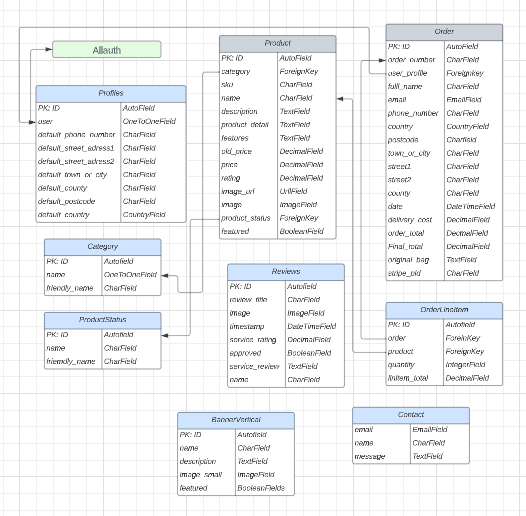 Allauth
Profiles
PK: ID AutoField
user OneToOneField
default_phone_number CharField
default_street_adress1 CharField
default_street_adress2 CharField
default_town_or_city CharField
default_county CharField
default_postcode CharField
default_country CountryField
Category
PK: ID Autofield
name OneToOneField
friendly_name CharField
ProductStatus
PK: ID Autofield
name CharField
friemdly_name CharField
Product
PK: ID AutoField
category ForeignKey
sku CharField
name CharField
description TextField
product_detail TextField
features TextField
old_price DecimalField
price DecimalField
rating DecimalField
image_url UrlField
image ImageField
product_status ForeignKey
featured BooleanField
Reviews
PK: ID Autofield
review_title CharField
image ImageField
timestamp DateTimeField
service_rating DecimalField
approved BooleanField
service_review TextField
name CharField
BannerVertical
PK: ID Autofield
name CharField
description TextField
image_small ImageField
featured BooleanFields
Order
PK: ID AutoField
order_number CharField
user_profile Foreignkey
fulll_name CharField
email EmailField
phone_number CharField
country CountryField
postcode CharField
town_or_city CharField
street1 CharField
street2 CharField
county CharField
date DateTimeField
delivery_cost DecimalField
order_total DecimalField
Final_total DecimalField
original_bag TextField
stripe_pid CharField
OrderLineItem
PK: ID Autofield
order ForeinKey
product ForeignKey
quantity IntegerField
linitem_total DecimalField
Contact
email EmailField
name CharField
message TextField